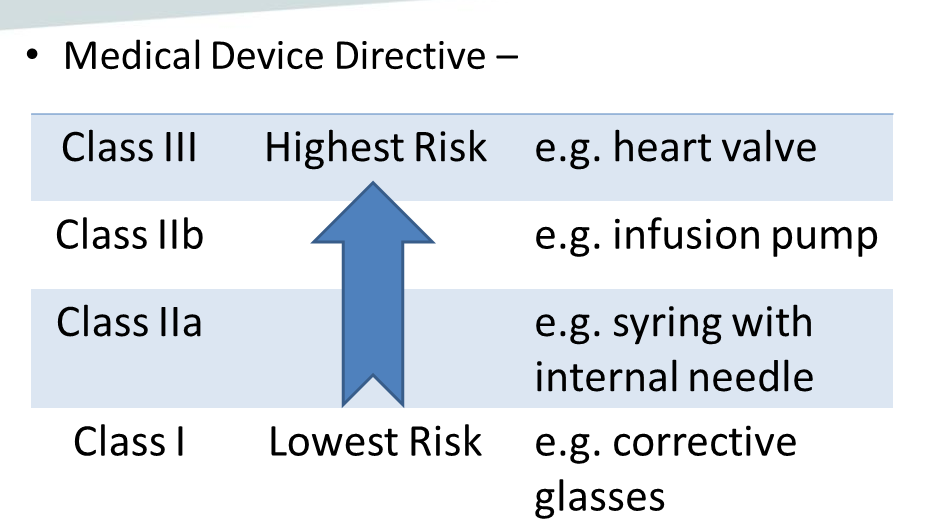 • Medical Device Directive –
Class III Highest Risk e.g. heart valve
Class IIb e.g. infusion pump
Class IIa e.g. syring with
internal needle
Class I Lowest Risk e.g. corrective
glasses